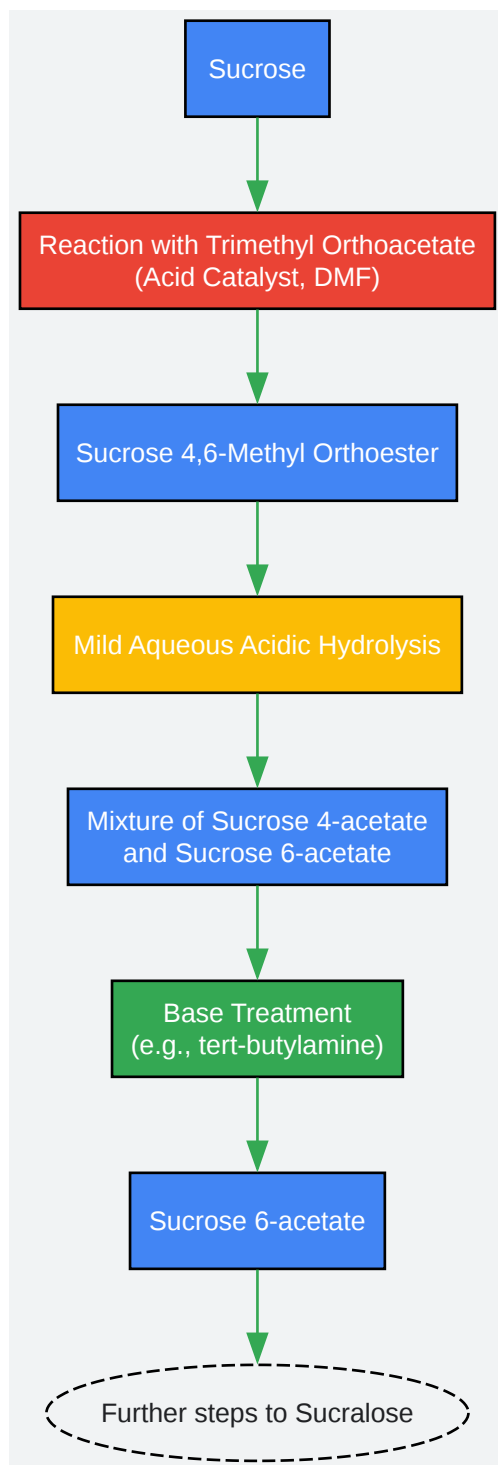 Sucrose
Reaction with Trimethyl Orthoacetate
(Acid Catalyst, DMF)
Sucrose 4,6-Methyl Orthoester
Mild Aqueous Acidic Hydrolysis
Mixture of Sucrose 4-acetate
and Sucrose 6-acetate
Base Treatment
(e.g., tert-butylamine)
Sucrose 6-acetate
Further steps to Sucralose